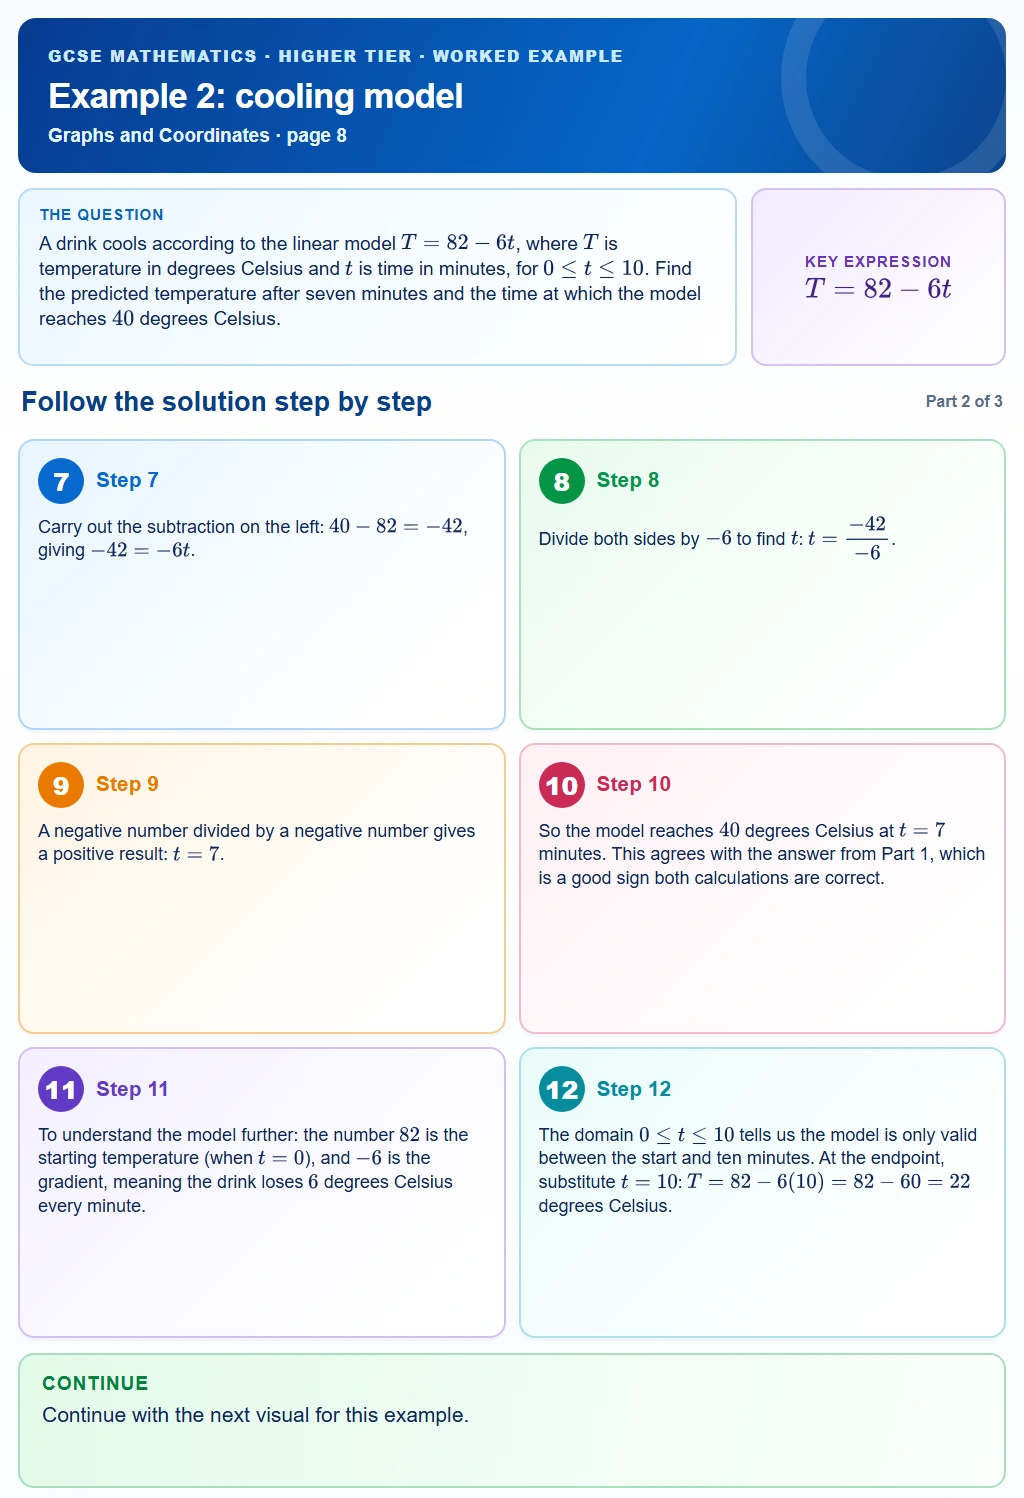 GCSE MATHEMATICS · HIGHER TIER · WORKED EXAMPLE
Example 2: cooling model
Graphs and Coordinates · page 8
THE QUESTION
A drink cools according to the linear model T = 82 − 6t, where T is
temperature in degrees Celsius and t is time in minutes, for 0 ≤ t ≤ 10. Find
the predicted temperature after seven minutes and the time at which the model
reaches 40 degrees Celsius.
KEY EXPRESSION
T = 82 − 6t
Follow the solution step by step
Part 2 of 3
7 Step 7
Carry out the subtraction on the left: 40 − 82 = −42,
giving −42 = −6t.
8 Step 8
Divide both sides by −6 to find t: t = −42/−6.
9 Step 9
A negative number divided by a negative number gives
a positive result: t = 7.
10 Step 10
So the model reaches 40 degrees Celsius at t = 7
minutes. This agrees with the answer from Part 1, which
is a good sign both calculations are correct.
11 Step 11
To understand the model further: the number 82 is the
starting temperature (when t = 0), and −6 is the
gradient, meaning the drink loses 6 degrees Celsius
every minute.
12 Step 12
The domain 0 ≤ t ≤ 10 tells us the model is only valid
between the start and ten minutes. At the endpoint,
substitute t = 10: T = 82 − 6(10) = 82 − 60 = 22
degrees Celsius.
CONTINUE
Continue with the next visual for this example.